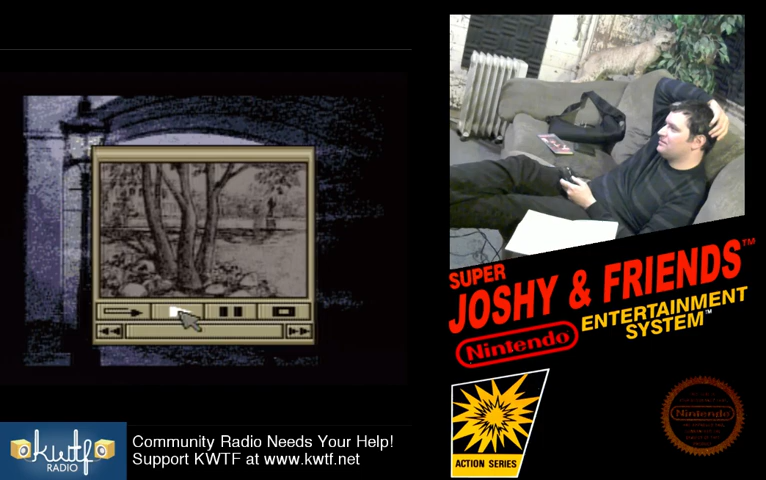 SUPER
JOSHY & FRIENDS™
Nintendo
ENTERTAINMENT
SYSTEM™
ACTION SERIES
Nintendo
kwtf
RADIO
Community Radio Needs Your Help!
Support KWTF at www.kwtf.net